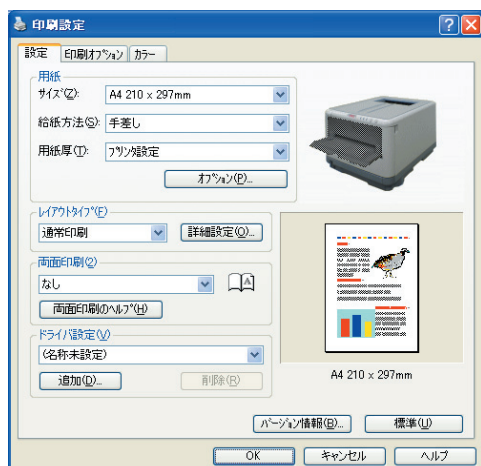 印刷設定
設定 印刷オプション カラー
用紙
サイズ(Z): A4 210 x 297mm
給紙方法(S): 手差し
用紙厚(T): プリンタ設定
オプション(P)...
レイアウトタイプ(F)
通常印刷 詳細設定(O)...
両面印刷(2)
なし
両面印刷のヘルプ(H)
ドライバ設定(V)
(名称未設定)
追加(D)... 削除(R)
A4 210 x 297mm
バージョン情報(B)... 標準(U)
OK キャンセル ヘルプ